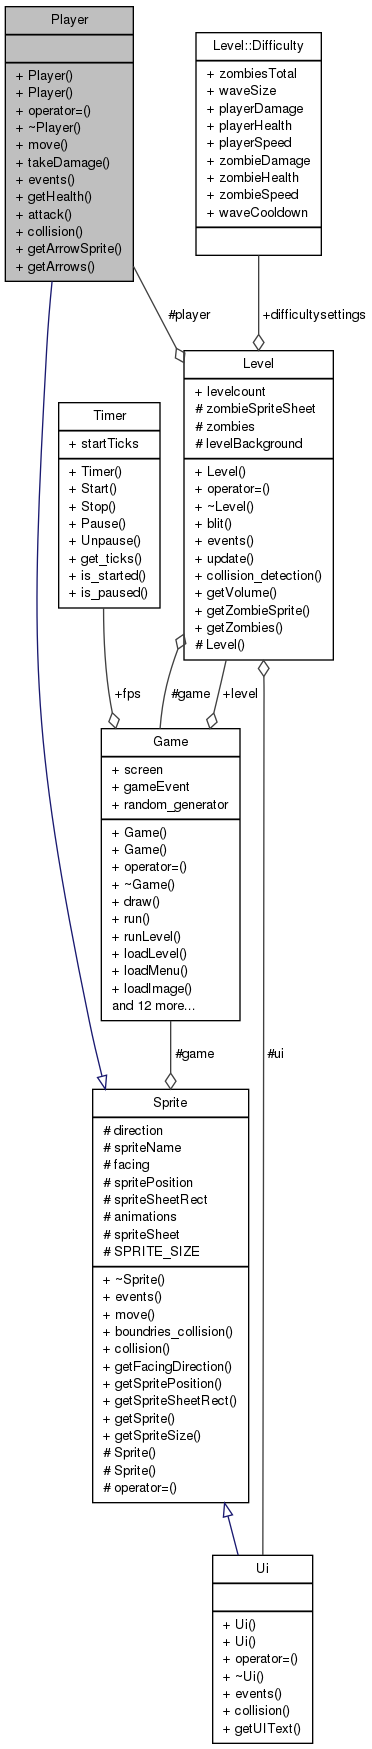 Player
+ Player()
+ Player()
+ operator=()
+ ~Player()
+ move()
+ takeDamage()
+ events()
+ getHealth()
+ attack()
+ collision()
+ getArrowSprite()
+ getArrows()
Level::Difficulty
+ zombiesTotal
+ waveSize
+ playerDamage
+ playerHealth
+ playerSpeed
+ zombieDamage
+ zombieHealth
+ zombieSpeed
+ waveCooldown
#player
+difficultysettings
Level
+ levelcount
# zombieSpriteSheet
# zombies
# levelBackground
+ Level()
+ operator=()
+ ~Level()
+ blit()
+ events()
+ update()
+ collision_detection()
+ getVolume()
+ getZombieSprite()
+ getZombies()
# Level()
Timer
+ startTicks
+ Timer()
+ Start()
+ Stop()
+ Pause()
+ Unpause()
+ get_ticks()
+ is_started()
+ is_paused()
+fps
#game
+level
Game
+ screen
+ gameEvent
+ random_generator
+ Game()
+ Game()
+ operator=()
+ ~Game()
+ draw()
+ run()
+ runLevel()
+ loadLevel()
+ loadMenu()
+ loadImage()
and 12 more...
#game
#ui
Sprite
# direction
# spriteName
# facing
# spritePosition
# spriteSheetRect
# animations
# spriteSheet
# SPRITE_SIZE
+ ~Sprite()
+ events()
+ move()
+ boundries_collision()
+ collision()
+ getFacingDirection()
+ getSpritePosition()
+ getSpriteSheetRect()
+ getSprite()
+ getSpriteSize()
# Sprite()
# Sprite()
# operator=()
Ui
+ Ui()
+ Ui()
+ operator=()
+ ~Ui()
+ events()
+ collision()
+ getUIText()